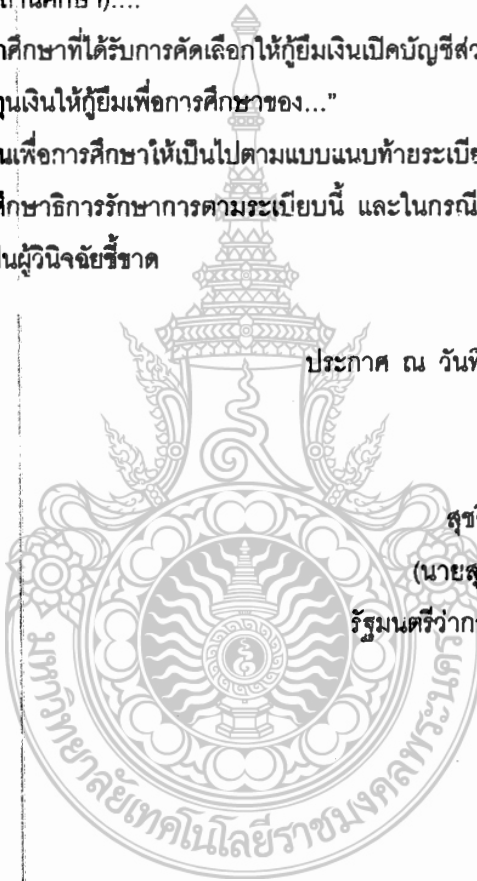 ศึกษาที่ได้รับการคัดเลือกให้กู้ยืมเงินเปิดบัญชีส่ว
ทุนเงินให้กู้ยืมเพื่อการศึกษาของ..."
นเพื่อการศึกษาให้เป็นไปตามแบบแนบท้ายระเบีย
ศึกษาธิการรักษาการตามระเบียบนี้ และในกรณี
ป็นผู้วินิจฉัยชี้ขาด
ประกาศ ณ วันที่
สุช
(นายสุ
รัฐมนตรีว่าก
มหาวิทยาลัยเทคโนโลยีราชมงคลพระนคร